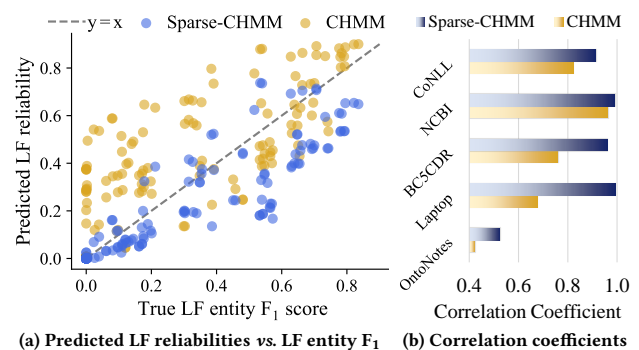 y = x Sparse-CHMM CHMM
Predicted LF reliability
0.8
0.6
0.4
0.2
0.0
0.0 0.2 0.4 0.6 0.8
True LF entity F₁ score
(a) Predicted LF reliabilities vs. LF entity F₁
Sparse-CHMM CHMM
CoNLL
NCBI
BC5CDR
Laptop
OntoNotes
0.4 0.6 0.8 1.0
Correlation Coefficient
(b) Correlation coefficients